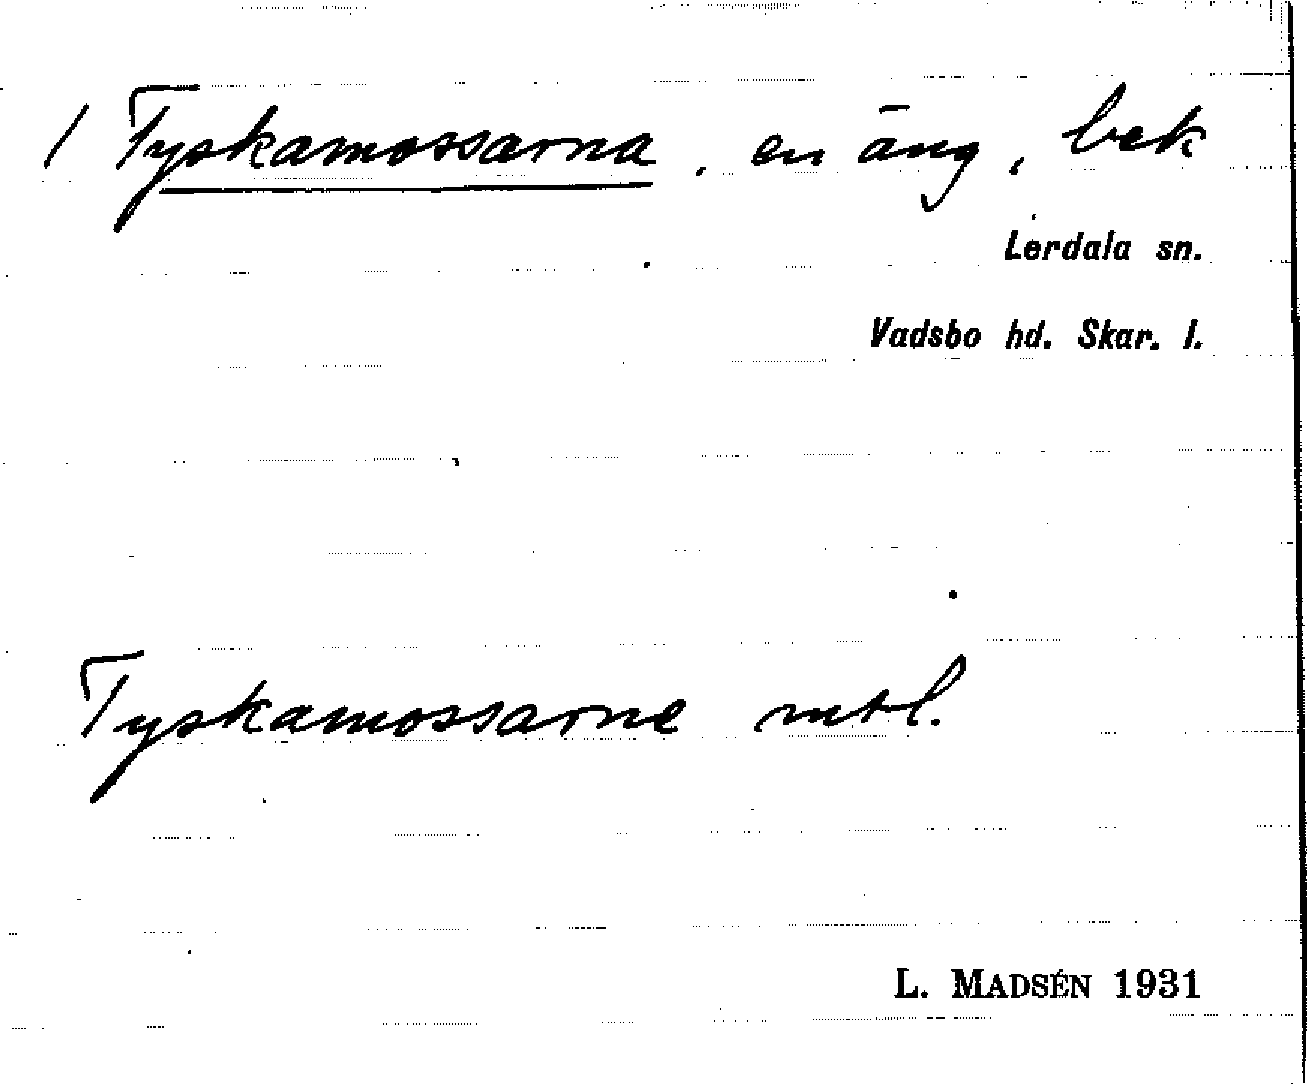 / Tyskamossarna, en äng, bek
Lerdala sn.
Vadsbo hd. Skar. l.
Tyskamossarne mtl.
L. MADSÉN 1931